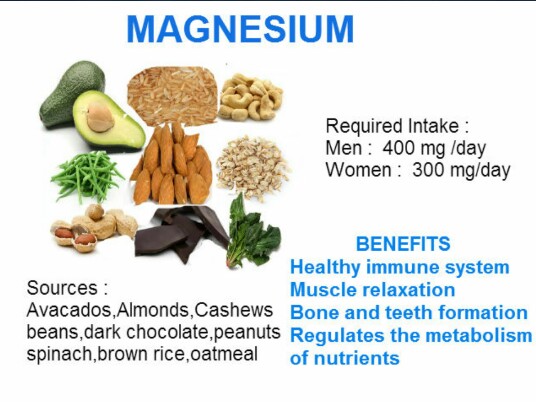 MAGNESIUM
Required Intake :
Men :  400 mg /day
Women :  300 mg/day
BENEFITS
Healthy immune system
Muscle relaxation
Bone and teeth formation
Regulates the metabolism
of nutrients
Sources :
Avacados,Almonds,Cashews
beans,dark chocolate,peanuts
spinach,brown rice,oatmeal